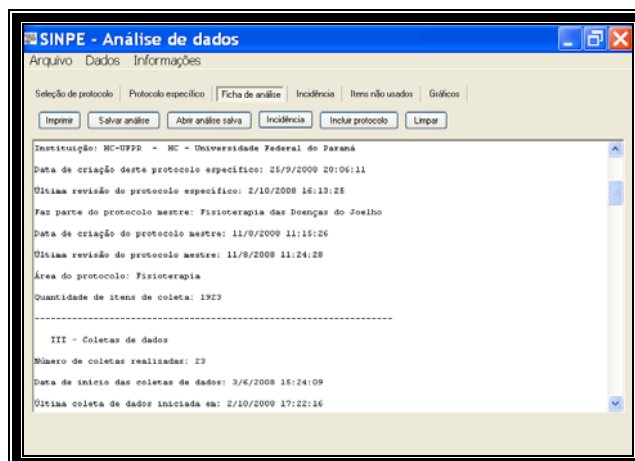 SINPE - Análise de dados
Arquivo Dados Informações
Seleção de protocolo Protocolo específico Ficha de análise Incidência Itens não usados Gráficos
Imprimir Salvar análise Abrir análise salva Incidência Incluir protocolo Limpar
Instituição: HC-UFPR - HC - Universidade Federal do Paraná
Data de criação deste protocolo específico: 25/9/2008 20:06:11
Última revisão do protocolo específico: 2/10/2008 16:13:25
Faz parte do protocolo mestre: Fisioterapia das Doenças do Joelho
Data de criação do protocolo mestre: 11/8/2008 11:15:26
Última revisão do protocolo mestre: 11/8/2008 11:24:28
Área do protocolo: Fisioterapia
Quantidade de itens de coleta: 1923
III - Coletas de dados
Número de coletas realizadas: 23
Data de início das coletas de dados: 3/6/2008 15:24:09
Última coleta de dados iniciada em: 2/10/2008 17:22:16